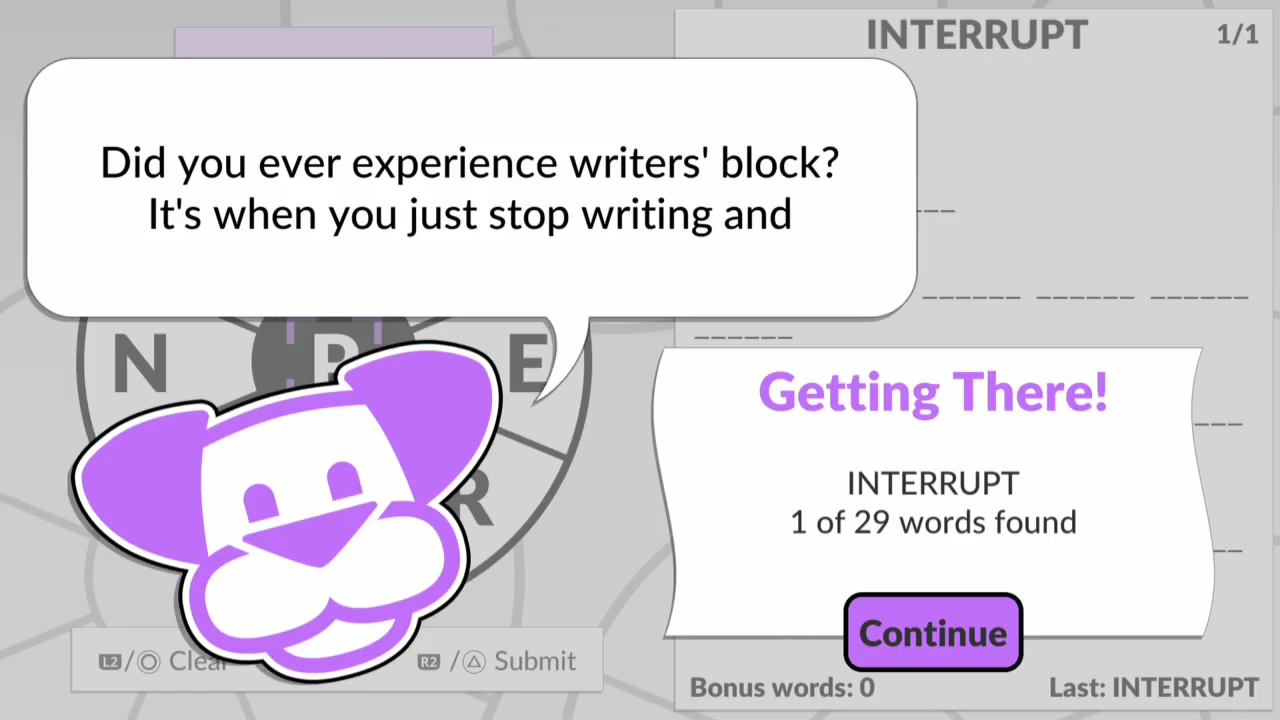 INTERRUPT
1/1
Did you ever experience writers' block?
It's when you just stop writing and
N
E
R
Getting There!
INTERRUPT
1 of 29 words found
Continue
L2/ Clear
R2 / Submit
Bonus words: 0
Last: INTERRUPT